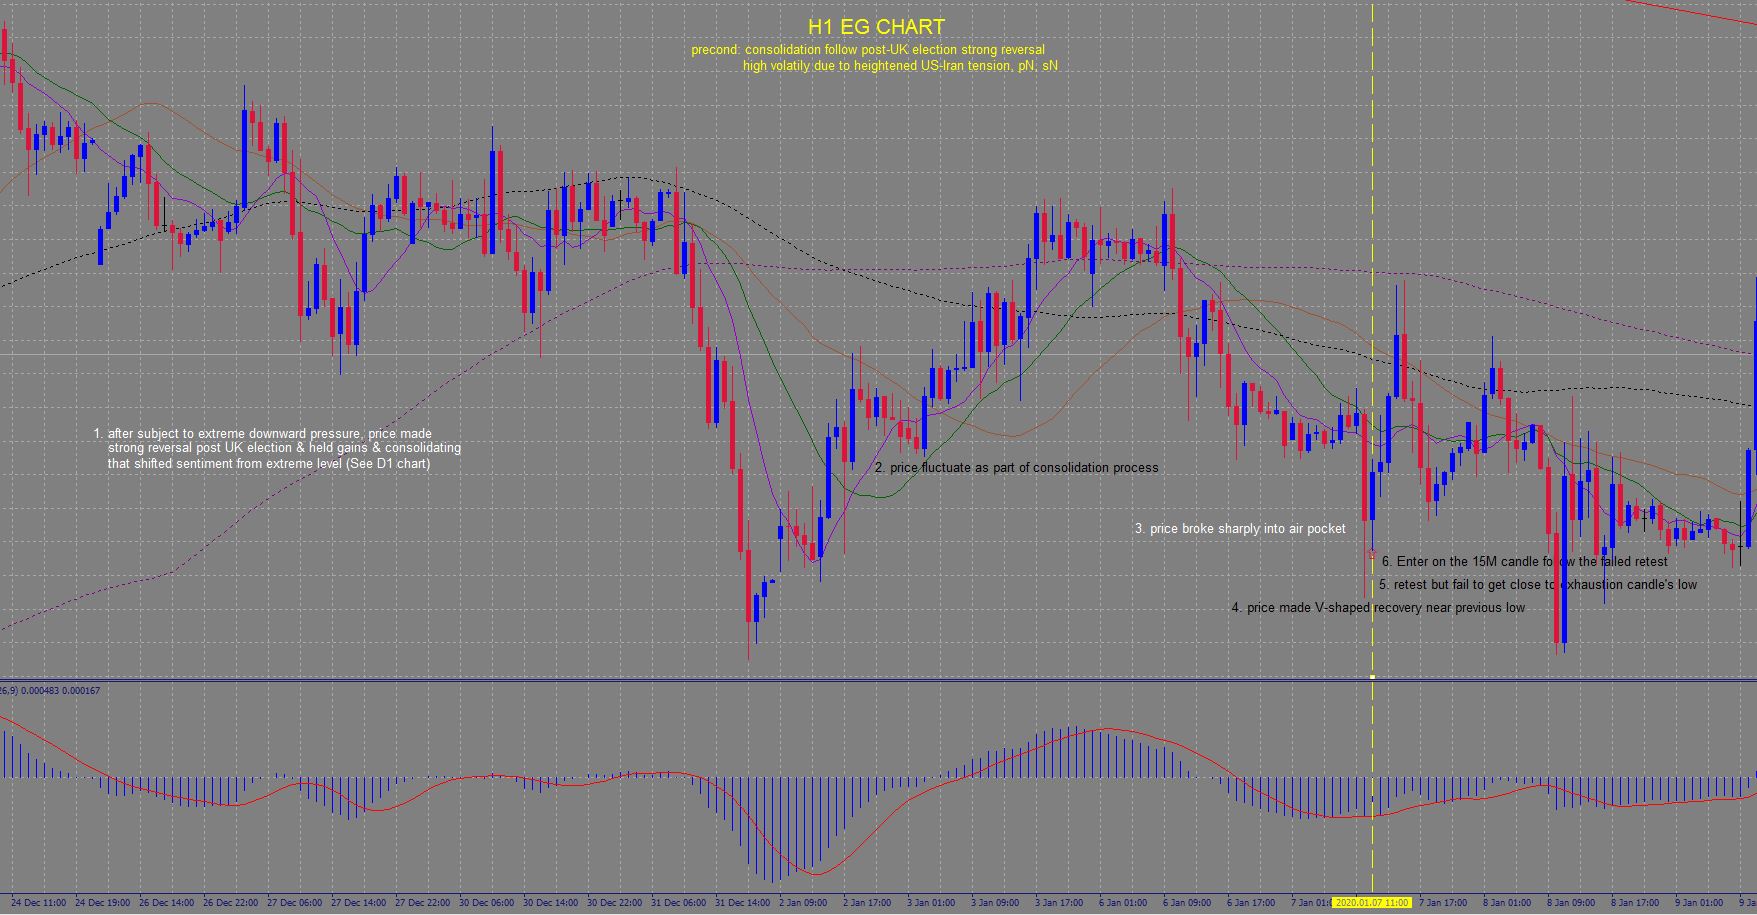 H1 EG CHART
precond: consolidation follow post-UK election strong reversal
high volatily due to heightened US-Iran tension, pN, sN
1. after subject to extreme downward pressure, price made
strong reversal post UK election & held gains & consolidating
that shifted sentiment from extreme level (See D1 chart)
2. price fluctuate as part of consolidation process
3. price broke sharply into air pocket
6. Enter on the 15M candle follow the failed retest
5. retest but fail to get close to exhaustion candle's low
4. price made V-shaped recovery near previous low
26,9) 0.000483 0.000167
24 Dec 11:00 24 Dec 19:00 26 Dec 14:00 26 Dec 22:00 27 Dec 06:00 27 Dec 14:00 27 Dec 22:00 30 Dec 06:00 30 Dec 14:00 30 Dec 22:00 31 Dec 06:00 31 Dec 14:00 2 Jan 09:00 2 Jan 17:00 3 Jan 01:00 3 Jan 09:00 3 Jan 17:00 6 Jan 01:00 6 Jan 09:00 6 Jan 17:00 7 Jan 01:0 2020.01.07 11:00 7 Jan 17:00 8 Jan 01:00 8 Jan 09:00 8 Jan 17:00 9 Jan 01:00 9 Ja